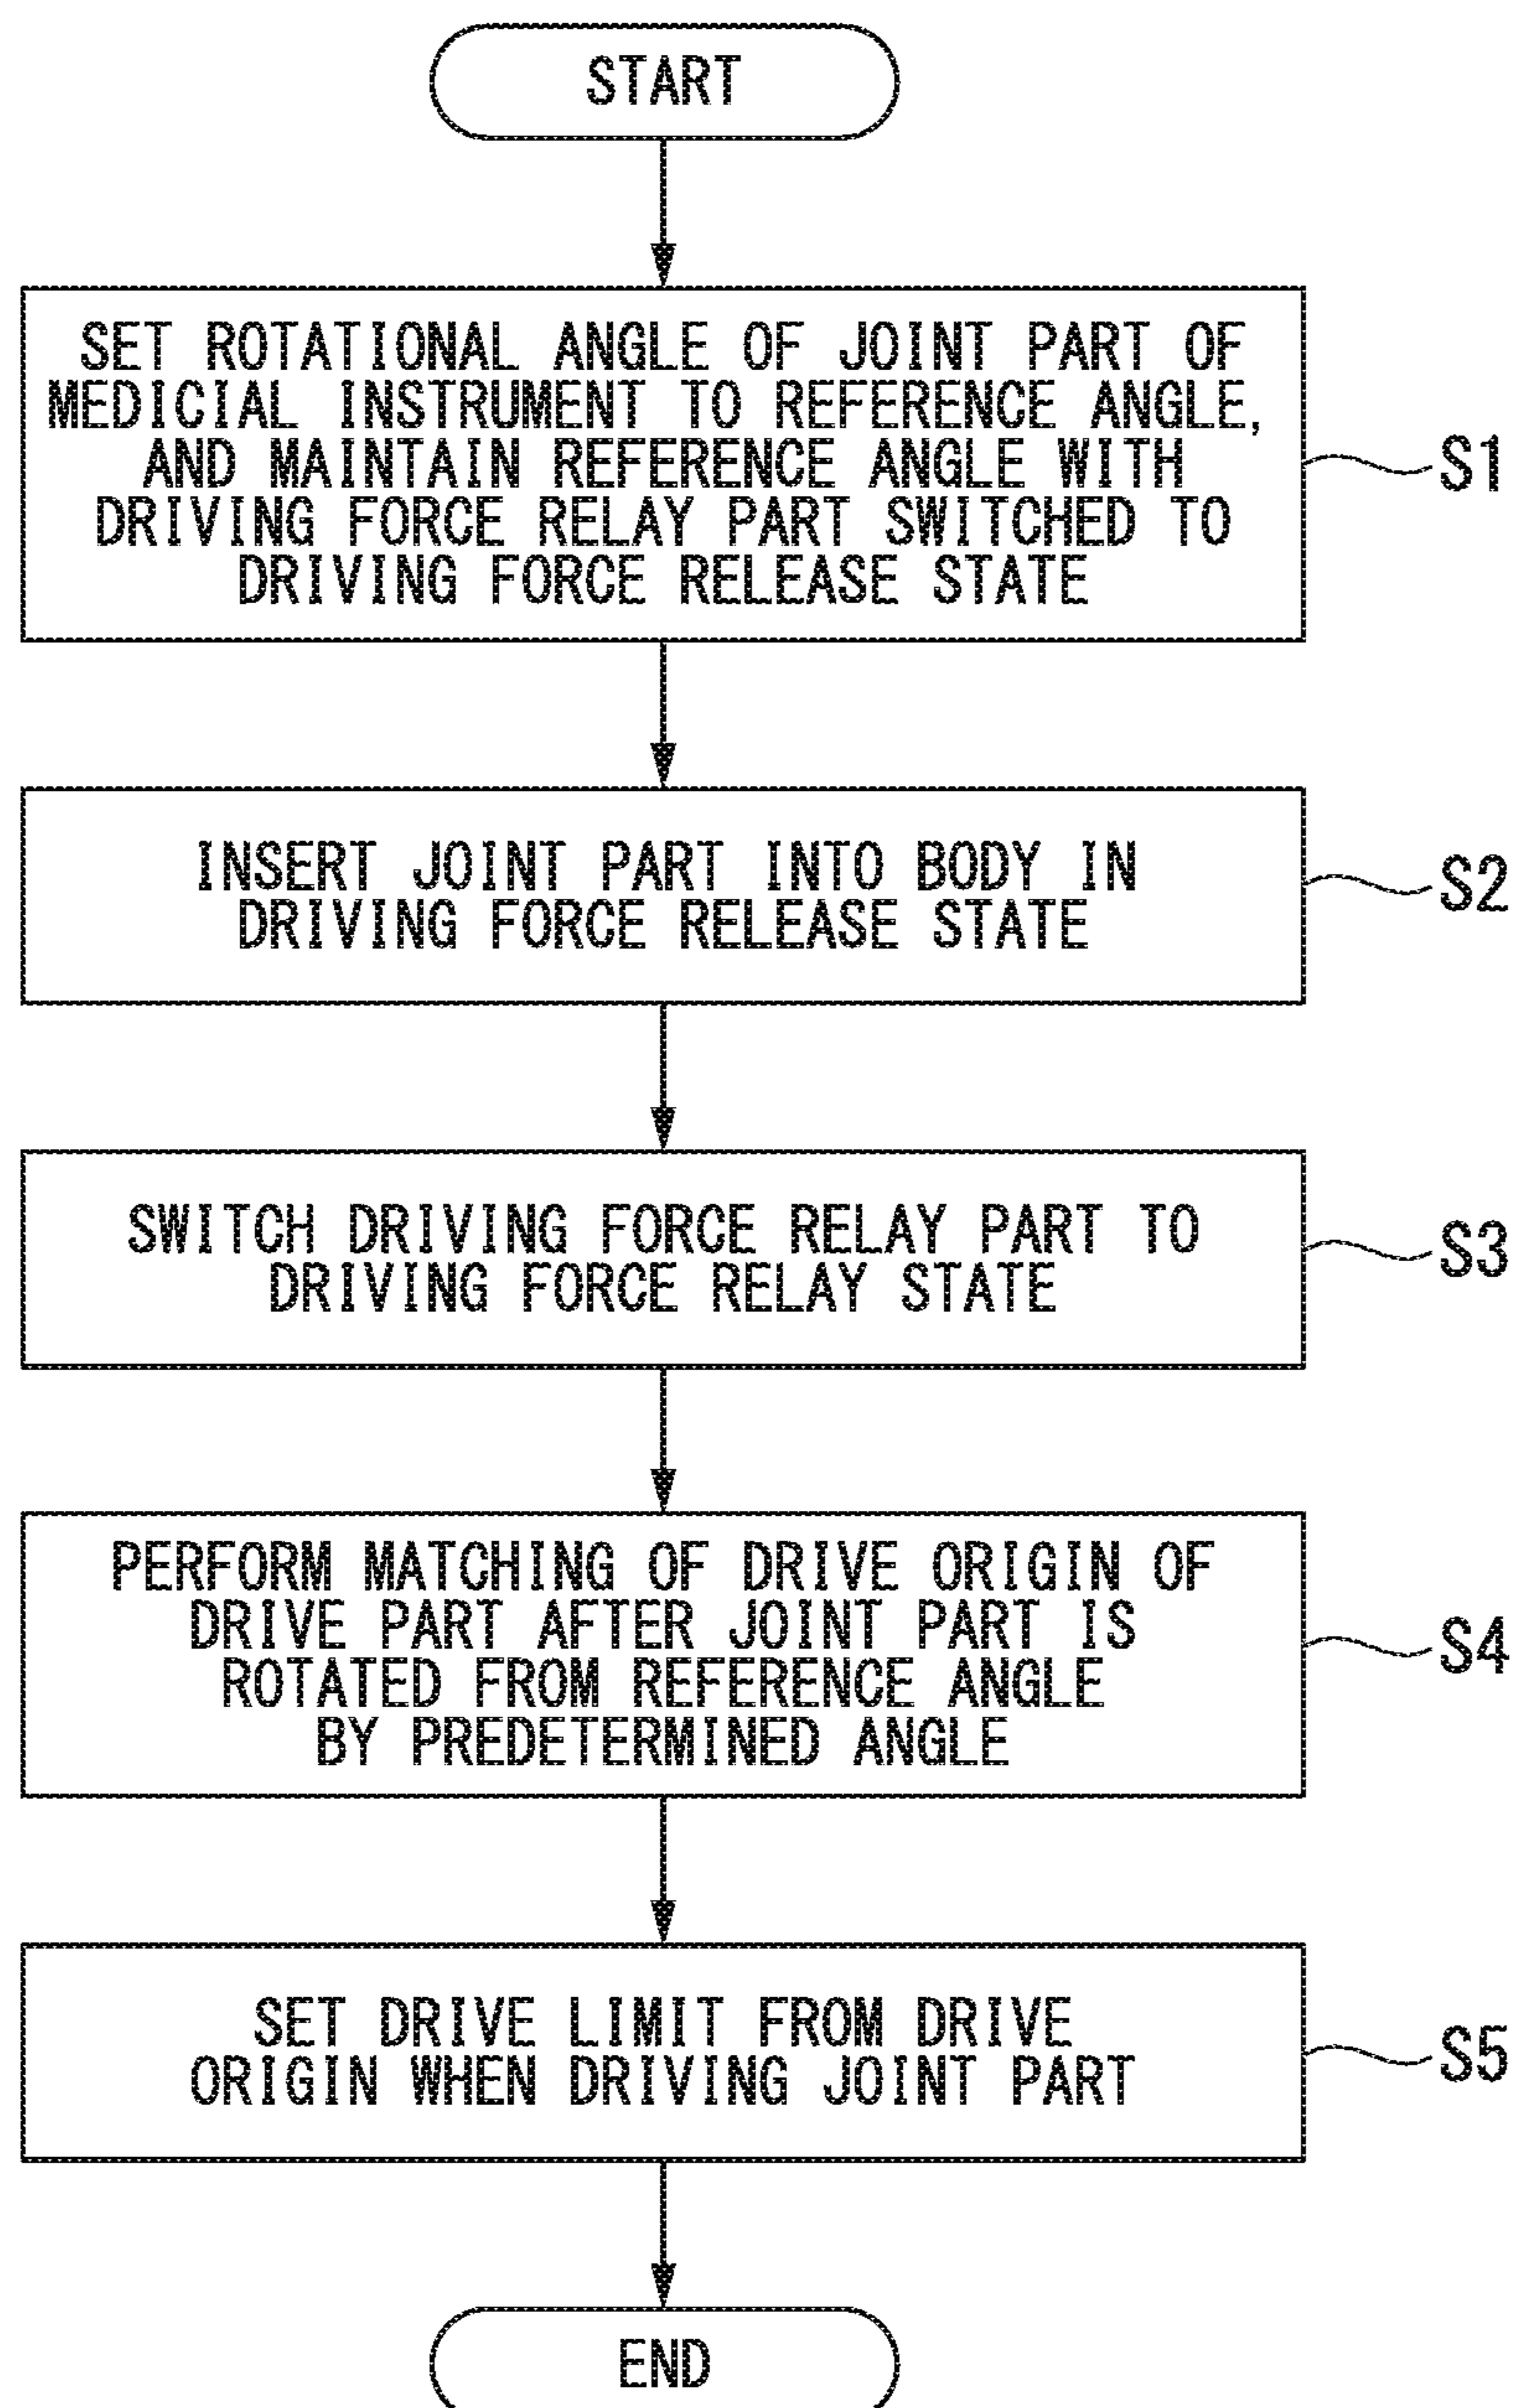 START
SET ROTATIONAL ANGLE OF JOINT PART OF
MEDICIAL INSTRUMENT TO REFERENCE ANGLE,
AND MAINTAIN REFERENCE ANGLE WITH
DRIVING FORCE RELAY PART SWITCHED TO
DRIVING FORCE RELEASE STATE
S1
INSERT JOINT PART INTO BODY IN
DRIVING FORCE RELEASE STATE
S2
SWITCH DRIVING FORCE RELAY PART TO
DRIVING FORCE RELAY STATE
S3
PERFORM MATCHING OF DRIVE ORIGIN OF
DRIVE PART AFTER JOINT PART IS
ROTATED FROM REFERENCE ANGLE
BY PREDETERMINED ANGLE
S4
SET DRIVE LIMIT FROM DRIVE
ORIGIN WHEN DRIVING JOINT PART
S5
END